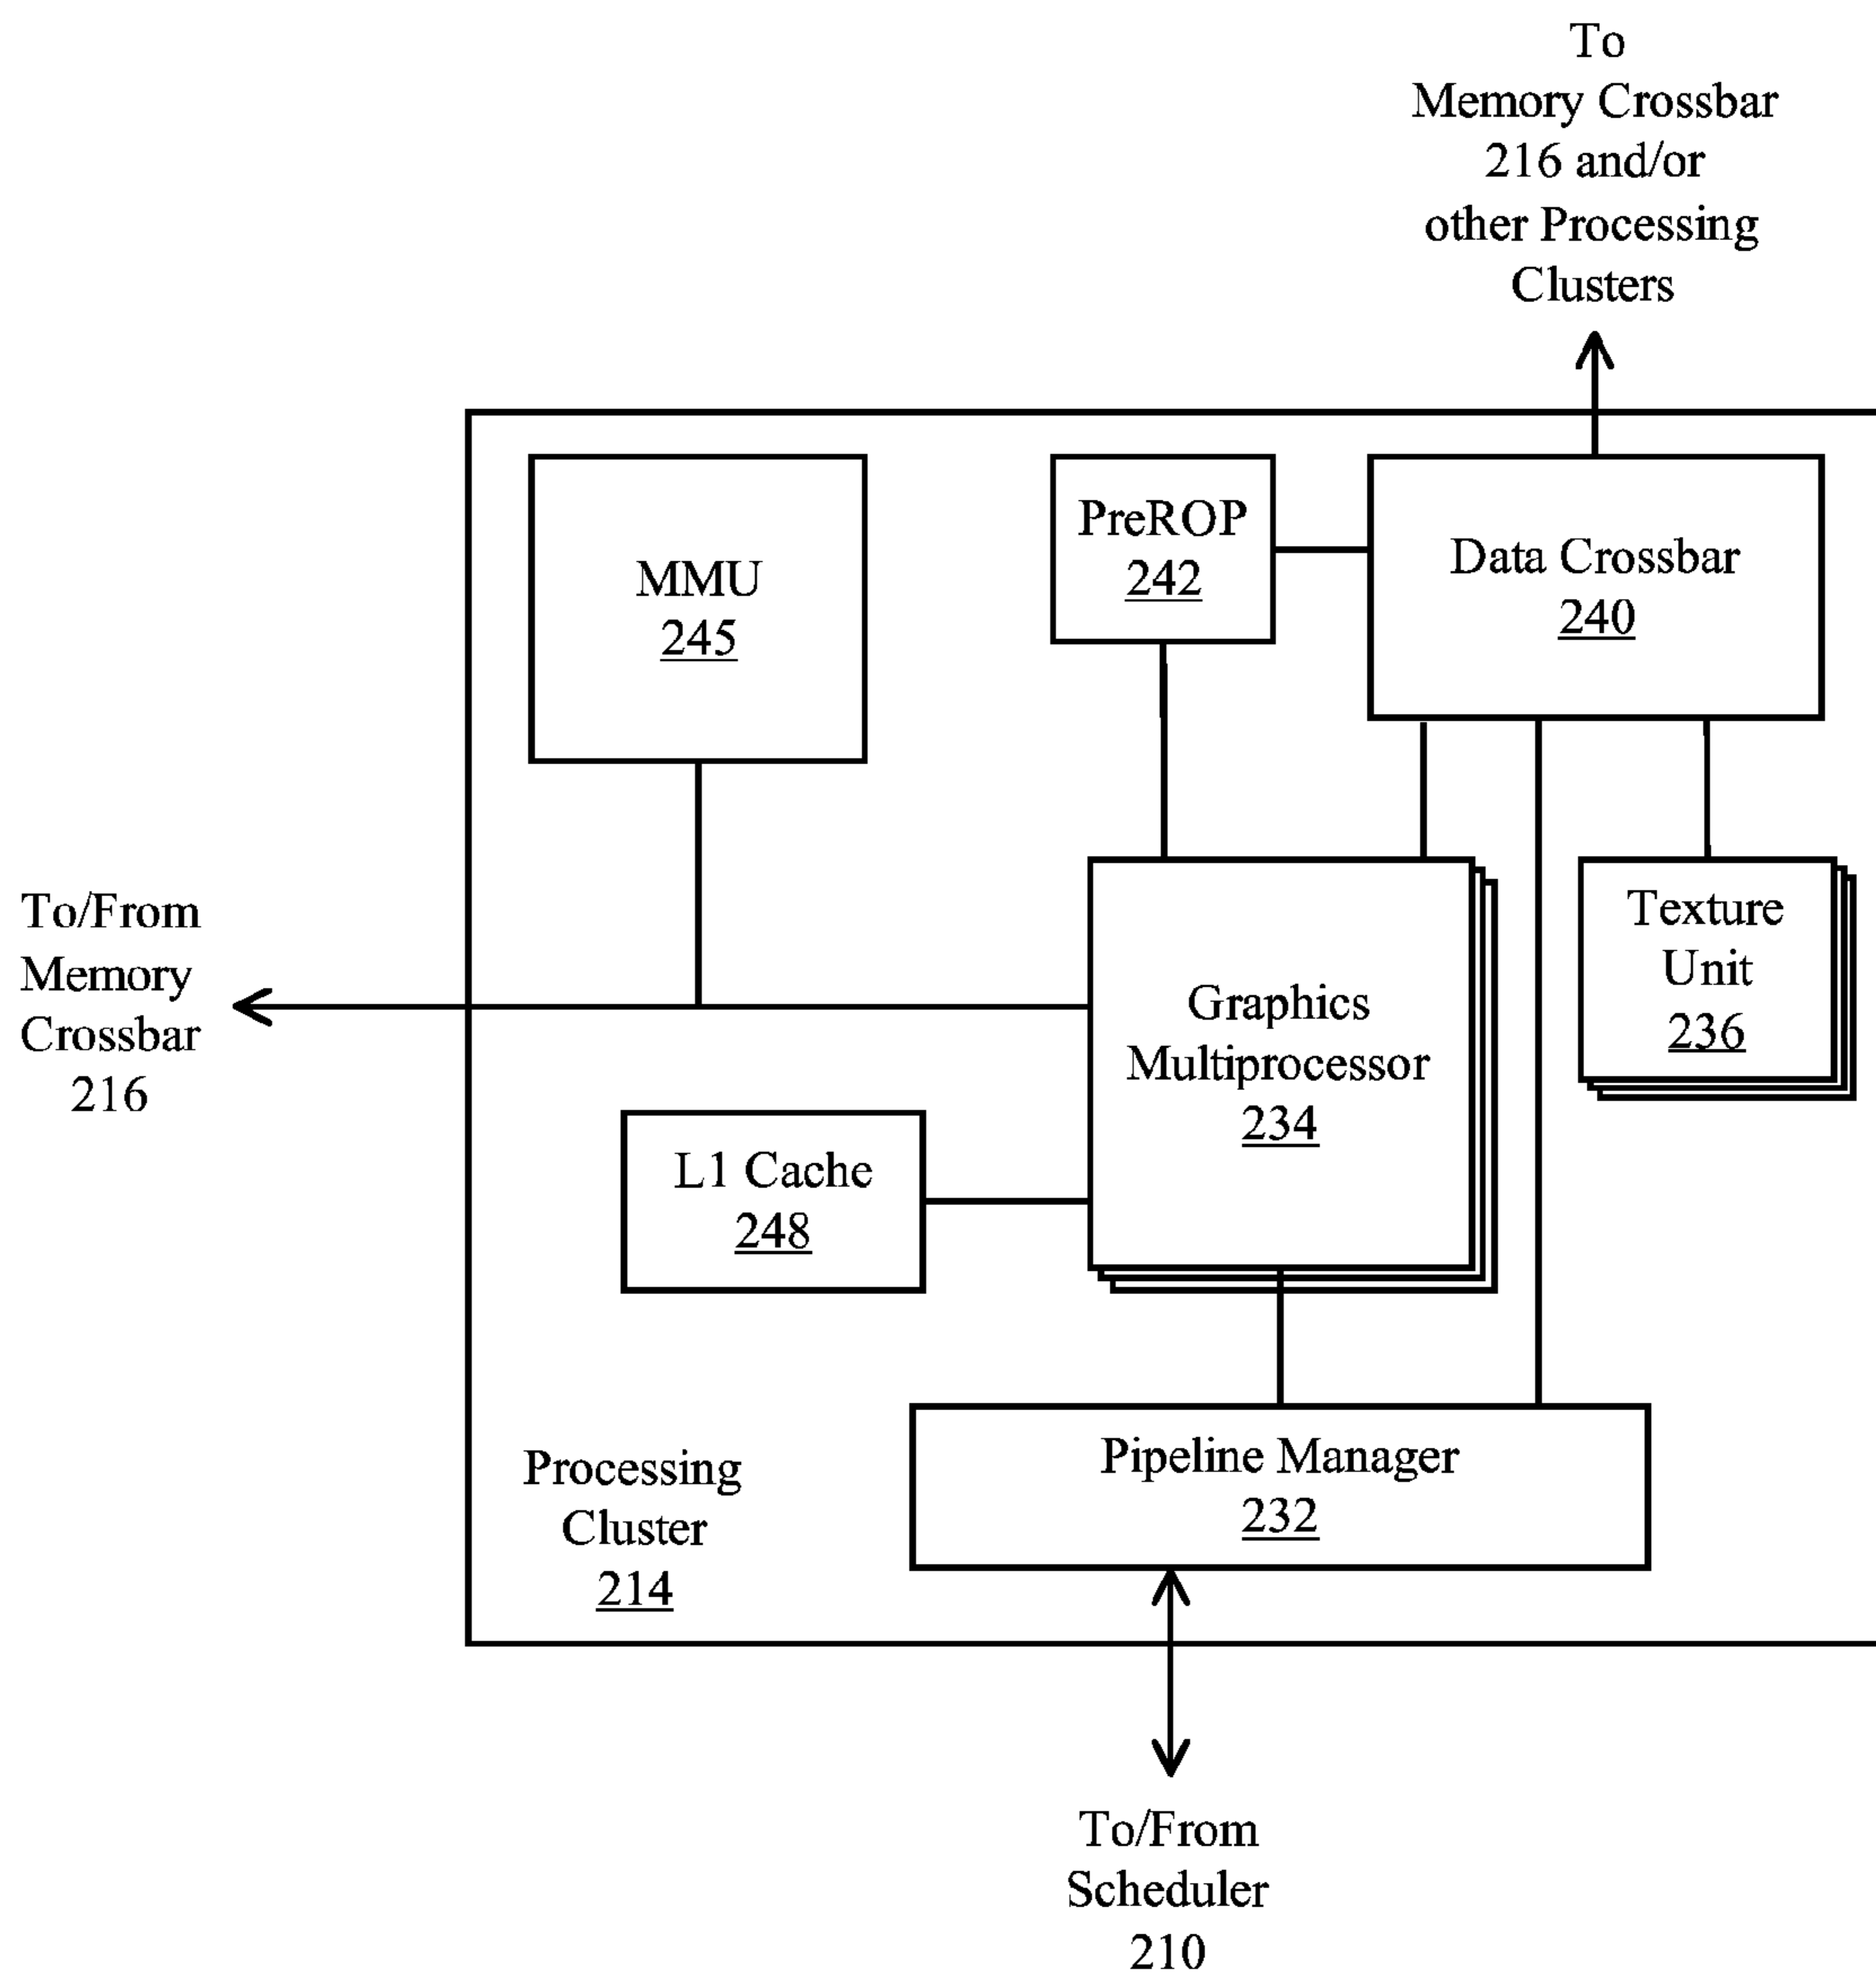 To
Memory Crossbar
216 and/or
other Processing
Clusters
MMU
245
PreROP
242
Data Crossbar
240
To/From
Memory
Crossbar
216
Graphics
Multiprocessor
234
Texture
Unit
236
L1 Cache
248
Processing
Cluster
214
Pipeline Manager
232
To/From
Scheduler
210